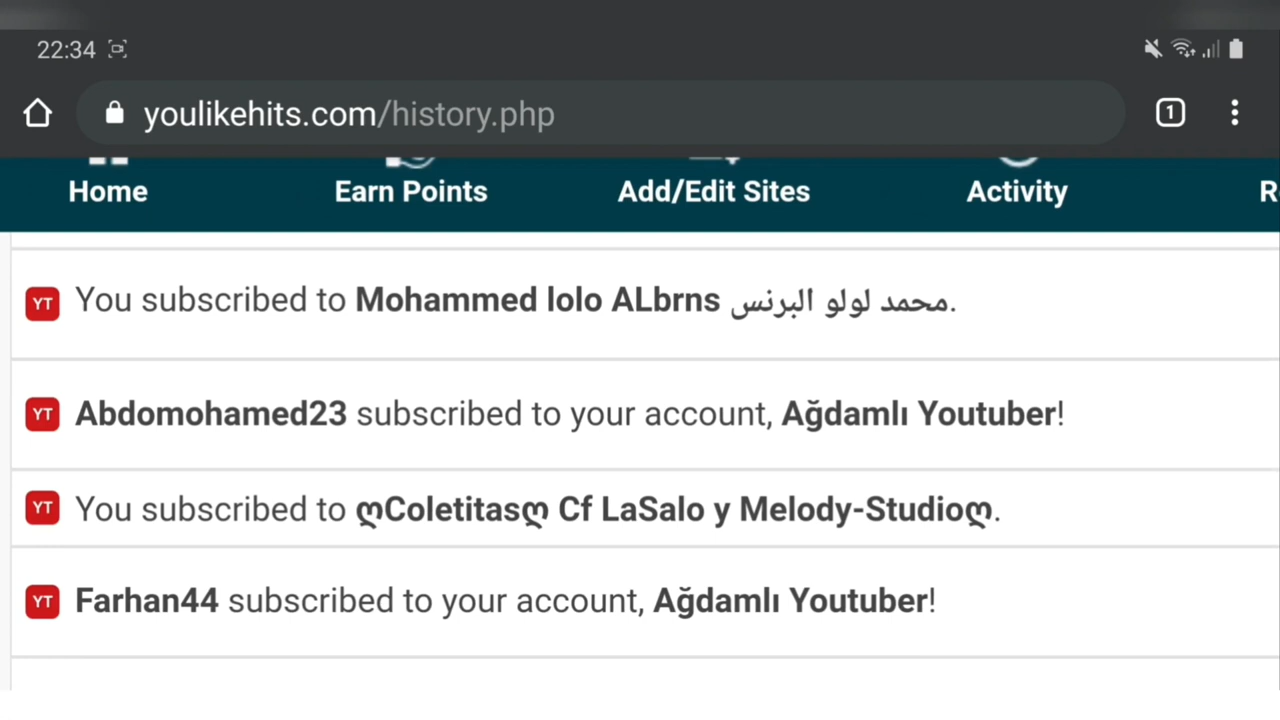 22:34
youlikehits.com/history.php
1
Home Earn Points Add/Edit Sites Activity R
YT You subscribed to Mohammed lolo ALbrns محمد لولو البرنس.
YT Abdomohamed23 subscribed to your account, Ağdamlı Youtuber!
YT You subscribed to ღColetitasღ Cf LaSalo y Melody-Studioღ.
YT Farhan44 subscribed to your account, Ağdamlı Youtuber!